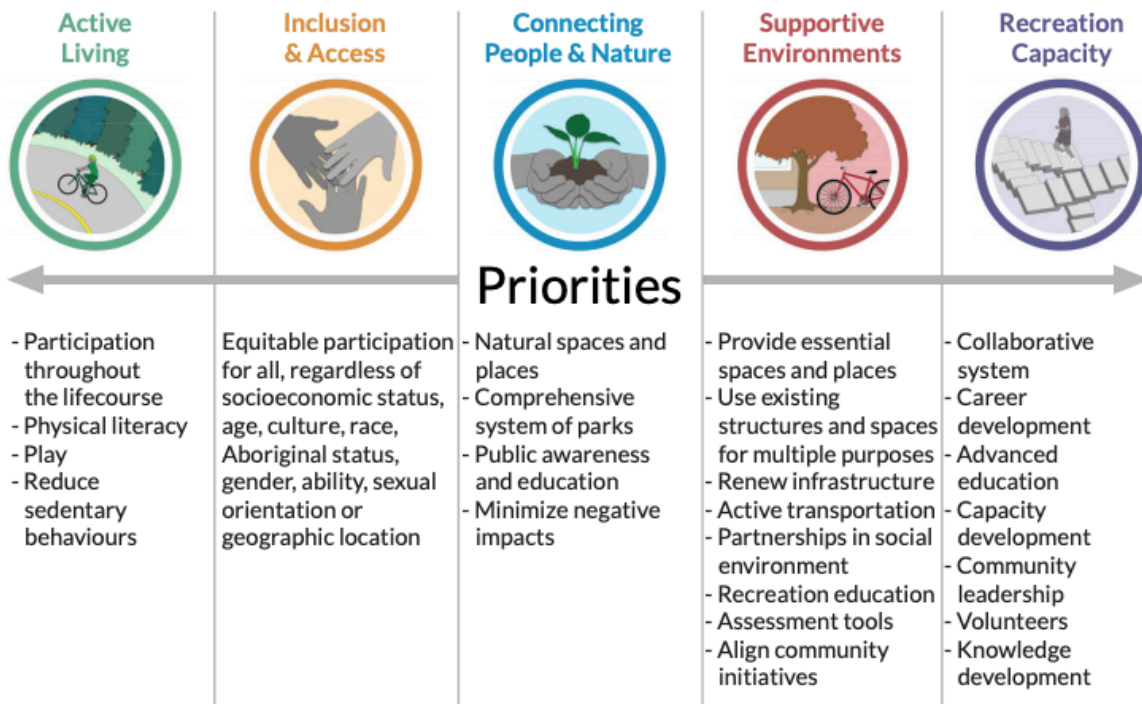 Active
Living
Inclusion
& Access
Connecting
People & Nature
Supportive
Environments
Recreation
Capacity
Priorities
- Participation
throughout
the lifecourse
- Physical literacy
- Play
- Reduce
sedentary
behaviours
Equitable participation
for all, regardless of
socioeconomic status,
age, culture, race,
Aboriginal status,
gender, ability, sexual
orientation or
geographic location
- Natural spaces and
places
- Comprehensive
system of parks
- Public awareness
and education
- Minimize negative
impacts
- Provide essential
spaces and places
- Use existing
structures and spaces
for multiple purposes
- Renew infrastructure
- Active transportation
- Partnerships in social
environment
- Recreation education
- Assessment tools
- Align community
initiatives
- Collaborative
system
- Career
development
- Advanced
education
- Capacity
development
- Community
leadership
- Volunteers
- Knowledge
development